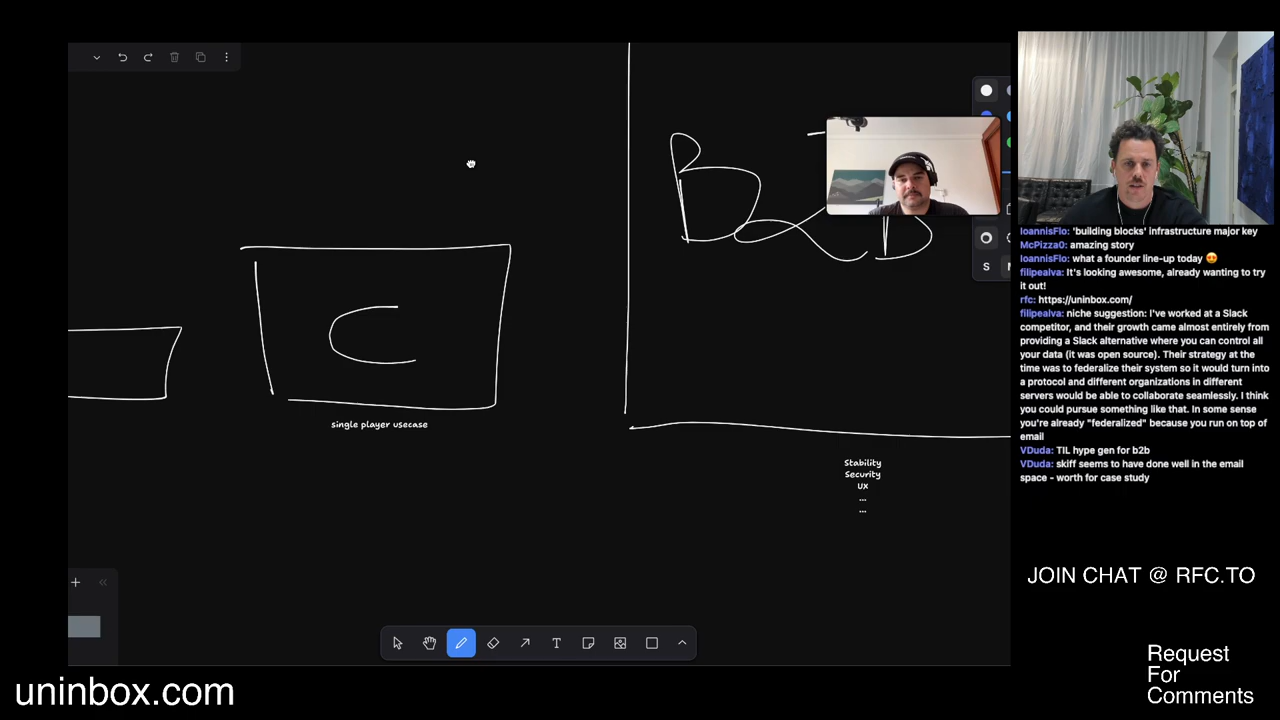 B
D
C
single player usecase
Stability
Security
UX
...
...
T
S
IoannisFlo: 'building blocks' infrastructure major key
McPizza0: amazing story
IoannisFlo: what a founder line-up today 😍
filipealva: It's looking awesome, already wanting to try
it out!
rfc: https://uninbox.com/
filipealva: niche suggestion: I've worked at a Slack
competitor, and their growth came almost entirely from
providing a Slack alternative where you can control all
your data (it was open source). Their strategy at the
time was to federalize their system so it would turn into
a protocol and different organizations in different
servers would be able to collaborate seamlessly. I think
you could pursue something like that. In some sense
you're already "federalized" because you run on top of
email
VDuda: TIL hype gen for b2b
VDuda: skiff seems to have done well in the email
space - worth for case study
JOIN CHAT @ RFC.TO
Request
For
Comments
uninbox.com